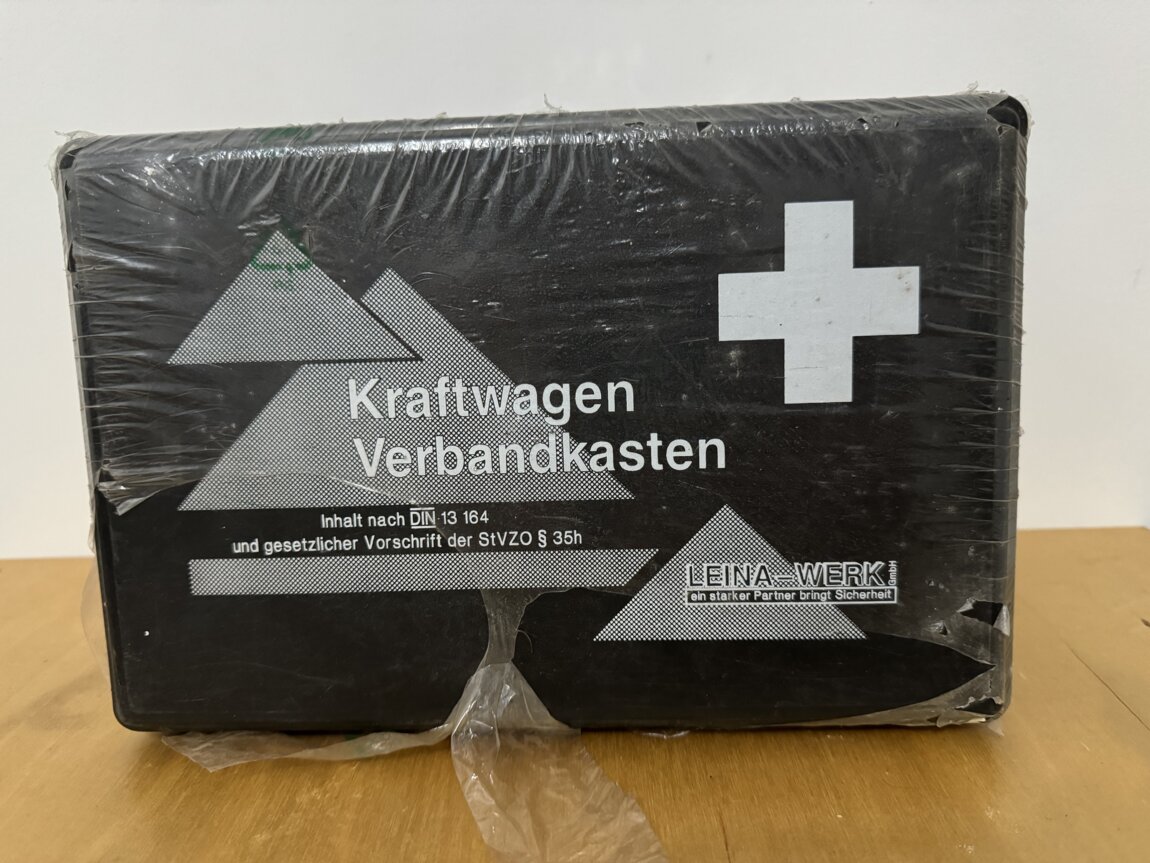 Kraftwagen
Verbandkasten
Inhalt nach DIN 13 164
und gesetzlicher Vorschrift der StVZO § 35h
LEINA-WERK GmbH
ein starker Partner bringt Sicherheit